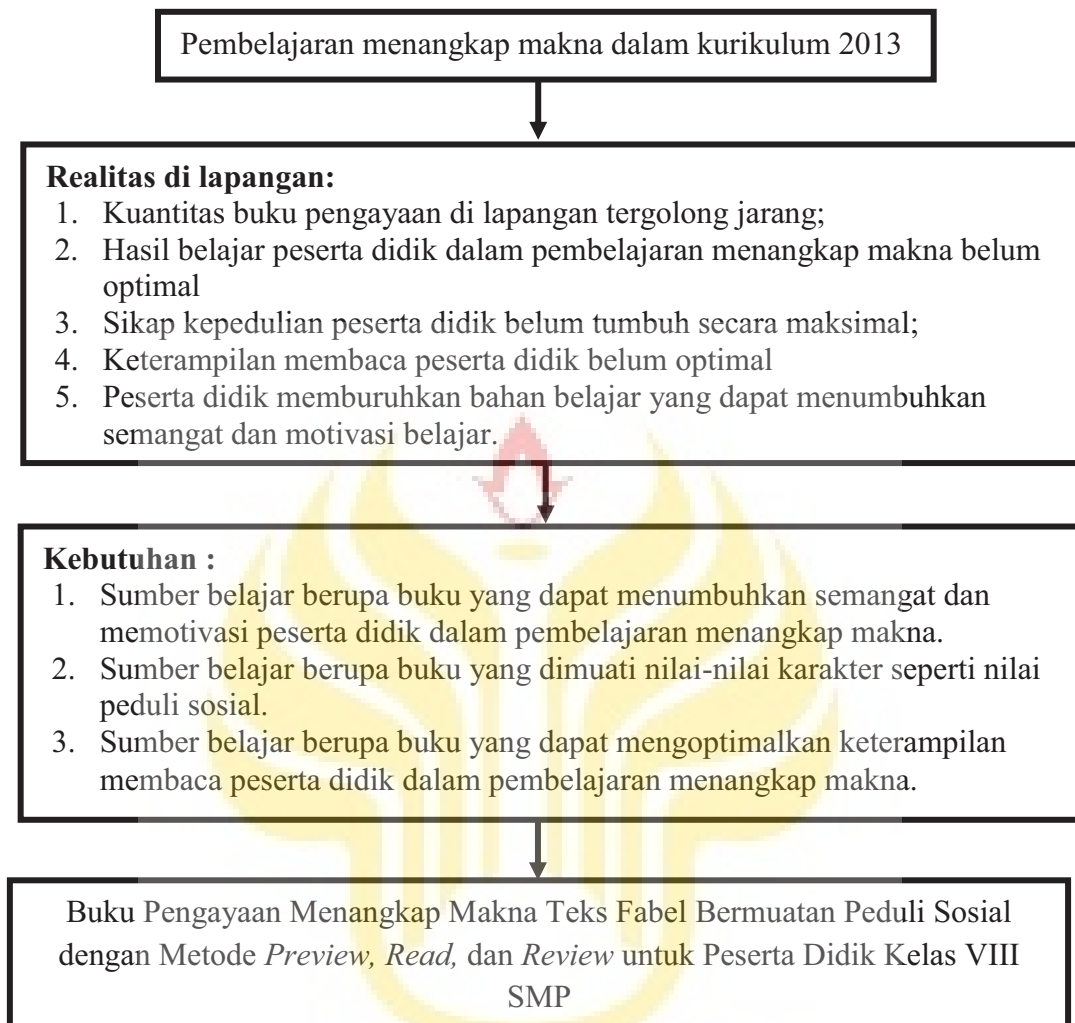 Pembelajaran menangkap makna dalam kurikulum 2013
Realitas di lapangan:
1. Kuantitas buku pengayaan di lapangan tergolong jarang;
2. Hasil belajar peserta didik dalam pembelajaran menangkap makna belum
optimal
3. Sikap kepedulian peserta didik belum tumbuh secara maksimal;
4. Keterampilan membaca peserta didik belum optimal
5. Peserta didik memburuhkan bahan belajar yang dapat menumbuhkan
semangat dan motivasi belajar.
Kebutuhan :
1. Sumber belajar berupa buku yang dapat menumbuhkan semangat dan
memotivasi peserta didik dalam pembelajaran menangkap makna.
2. Sumber belajar berupa buku yang dimuati nilai-nilai karakter seperti nilai
peduli sosial.
3. Sumber belajar berupa buku yang dapat mengoptimalkan keterampilan
membaca peserta didik dalam pembelajaran menangkap makna.
Buku Pengayaan Menangkap Makna Teks Fabel Bermuatan Peduli Sosial
dengan Metode Preview, Read, dan Review untuk Peserta Didik Kelas VIII
SMP